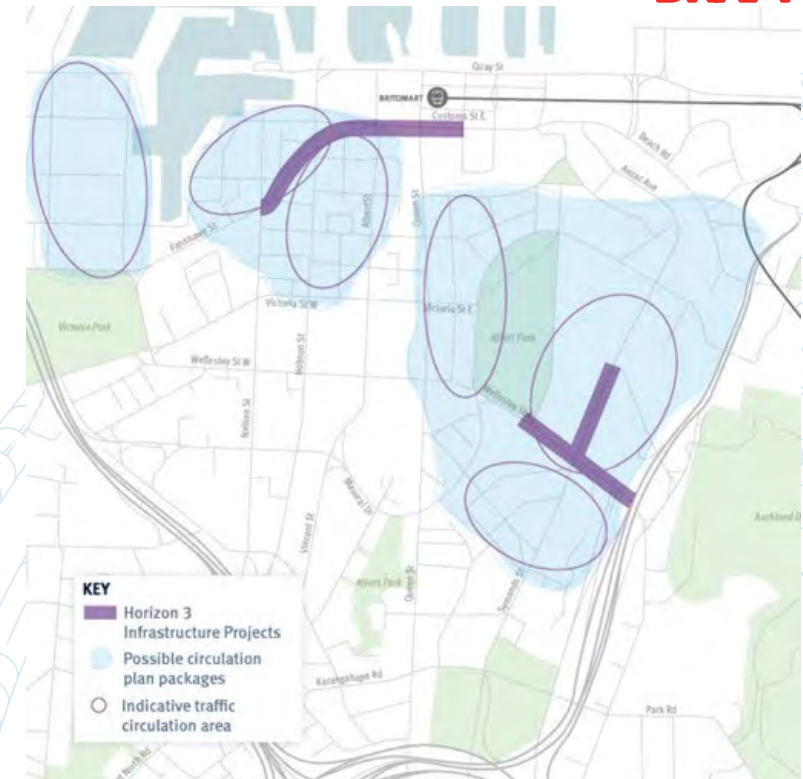 Quay St
BRITOMART
Customs St E
Beach Rd
Anzac Ave
Albert St
Queen St
Fanshawe St
Victoria St W
Victoria St E
Albert Park
Victoria Park
Hobson St
Wellesley St W
Wellesley St
Nelson St
Mayoral Dr
Vincent St
Auckland D
Myers Park
Queen St
Symonds St
Karangahape Rd
Park Rd
North Rd
KEY
Horizon 3
Infrastructure Projects
Possible circulation
plan packages
Indicative traffic
circulation area